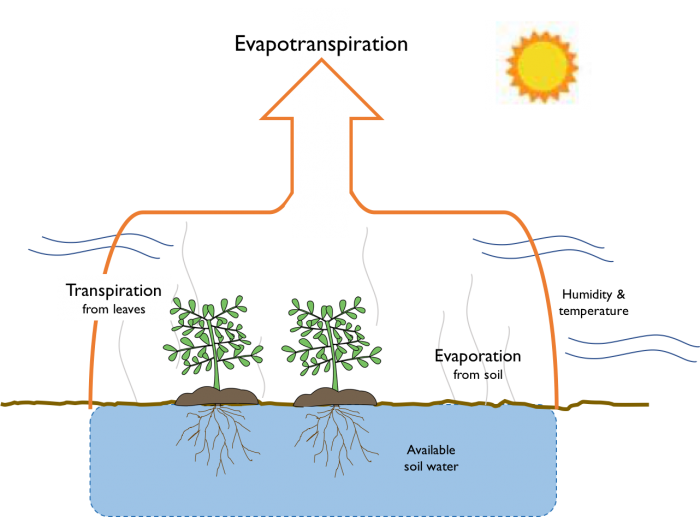 Evapotranspiration
Transpiration
from leaves
Humidity &
temperature
Evaporation
from soil
Available
soil water